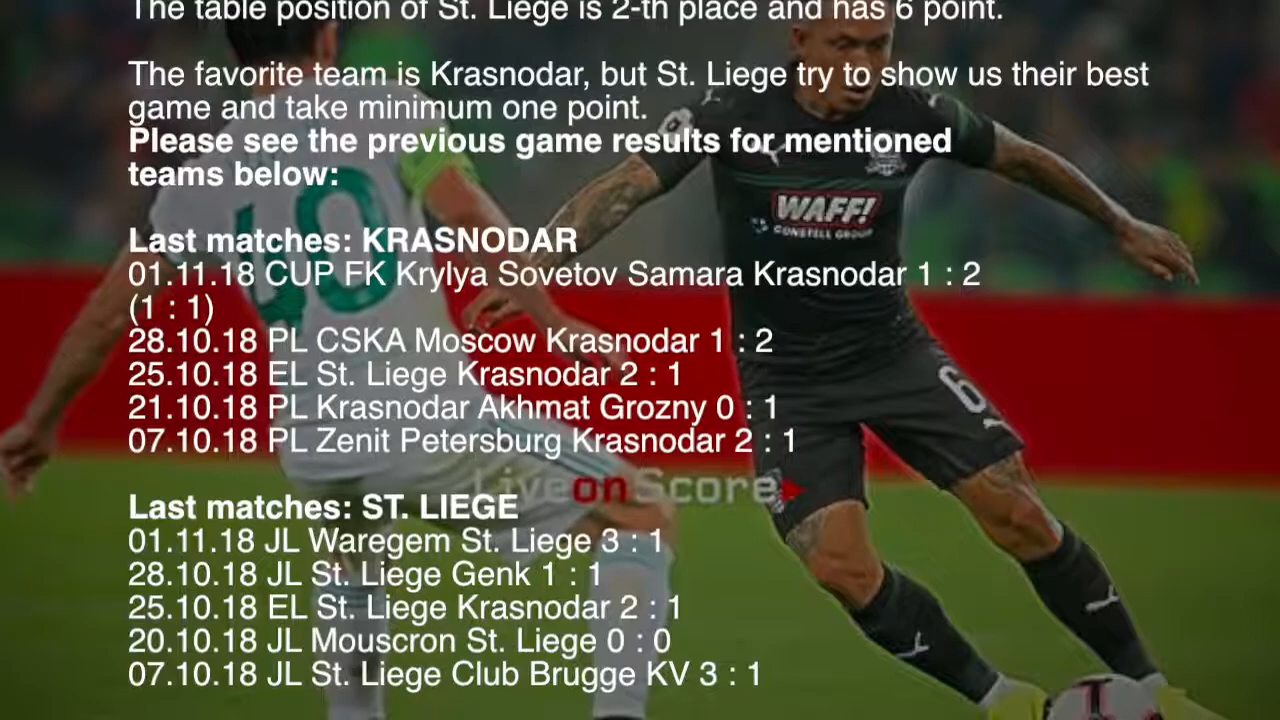 The table position of St. Liege is 2-th place and has 6 point.
The favorite team is Krasnodar, but St. Liege try to show us their best
game and take minimum one point.
Please see the previous game results for mentioned
teams below:
Last matches: KRASNODAR
01.11.18 CUP FK Krylya Sovetov Samara Krasnodar 1 : 2
(1 : 1)
28.10.18 PL CSKA Moscow Krasnodar 1 : 2
25.10.18 EL St. Liege Krasnodar 2 : 1
21.10.18 PL Krasnodar Akhmat Grozny 0 : 1
07.10.18 PL Zenit Petersburg Krasnodar 2 : 1
Last matches: ST. LIEGE
01.11.18 JL Waregem St. Liege 3 : 1
28.10.18 JL St. Liege Genk 1 : 1
25.10.18 EL St. Liege Krasnodar 2 : 1
20.10.18 JL Mouscron St. Liege 0 : 0
07.10.18 JL St. Liege Club Brugge KV 3 : 1
WAFF!
CONSTELL GROUP
60
6
LiveonScore